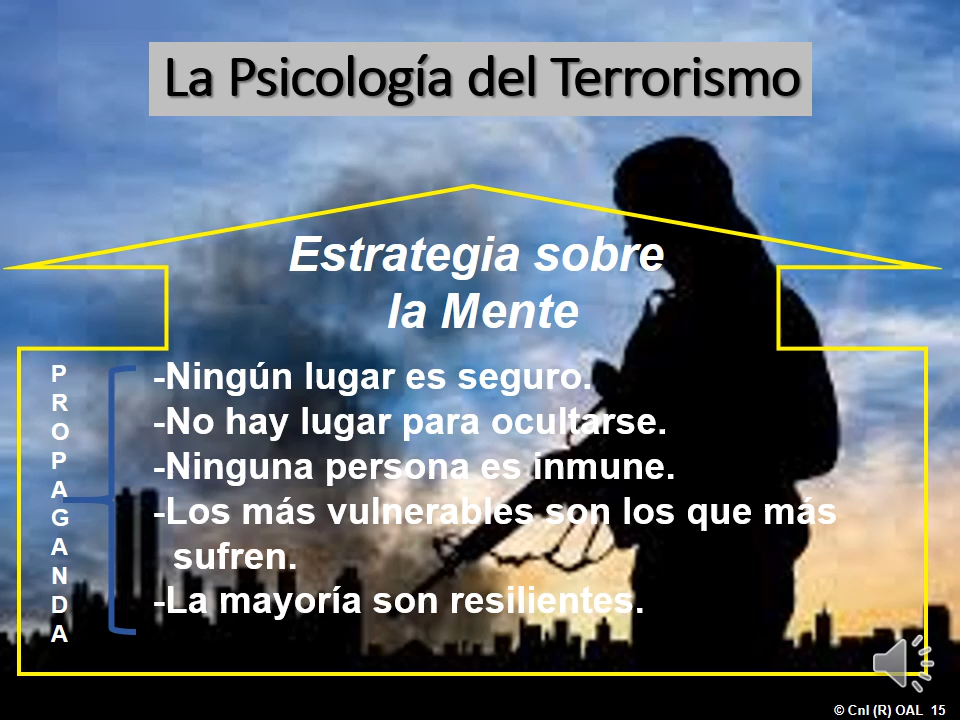 La Psicología del Terrorismo
Estrategia sobre
la Mente
P
R
O
P
A
G
A
N
D
A
-Ningún lugar es seguro.
-No hay lugar para ocultarse.
-Ninguna persona es inmune.
-Los más vulnerables son los que más
sufren.
-La mayoría son resilientes.
© Cnl (R) OAL 15